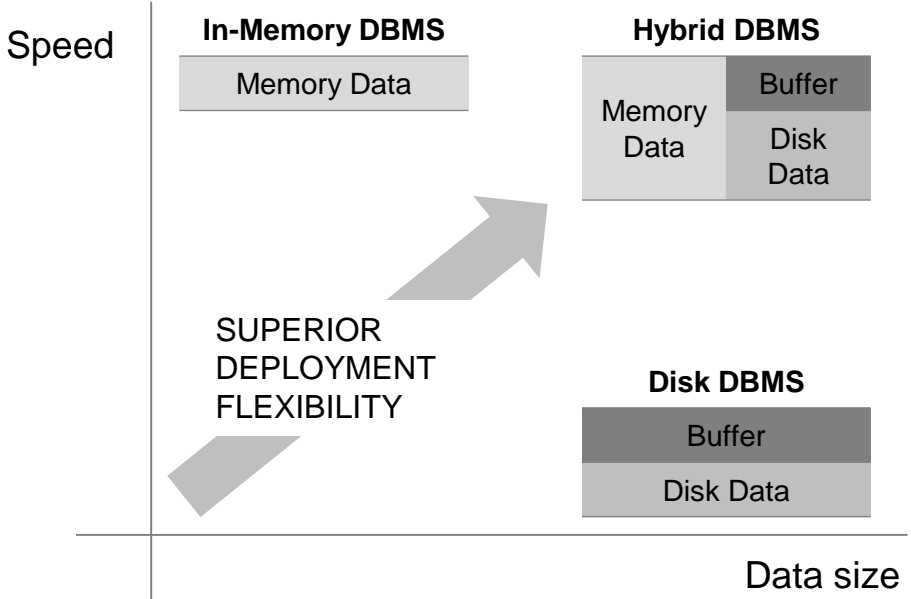 Speed
In-Memory DBMS
Memory Data
Hybrid DBMS
Memory
Data
Buffer
Disk
Data
SUPERIOR
DEPLOYMENT
FLEXIBILITY
Disk DBMS
Buffer
Disk Data
Data size